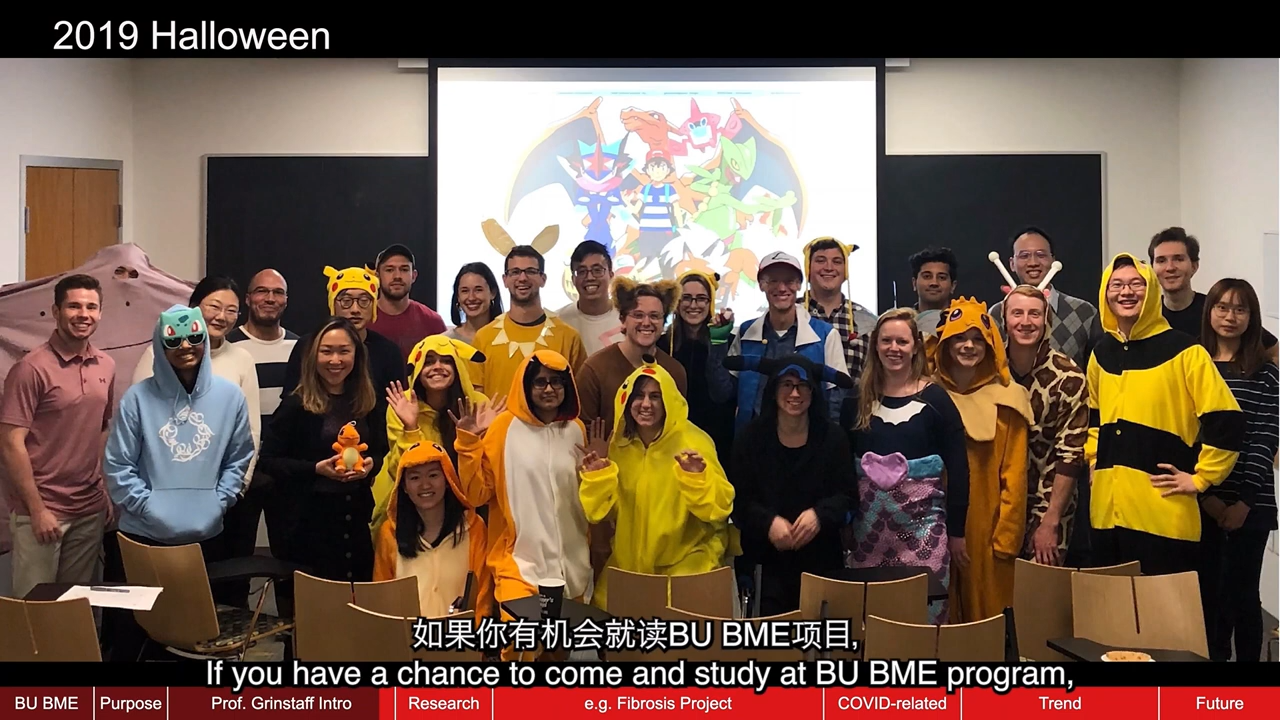 2019 Halloween
如果你有机会就读BU BME项目,
If you have a chance to come and study at BU BME program,
BU BME
Purpose
Prof. Grinstaff Intro
Research
e.g. Fibrosis Project
COVID-related
Trend
Future